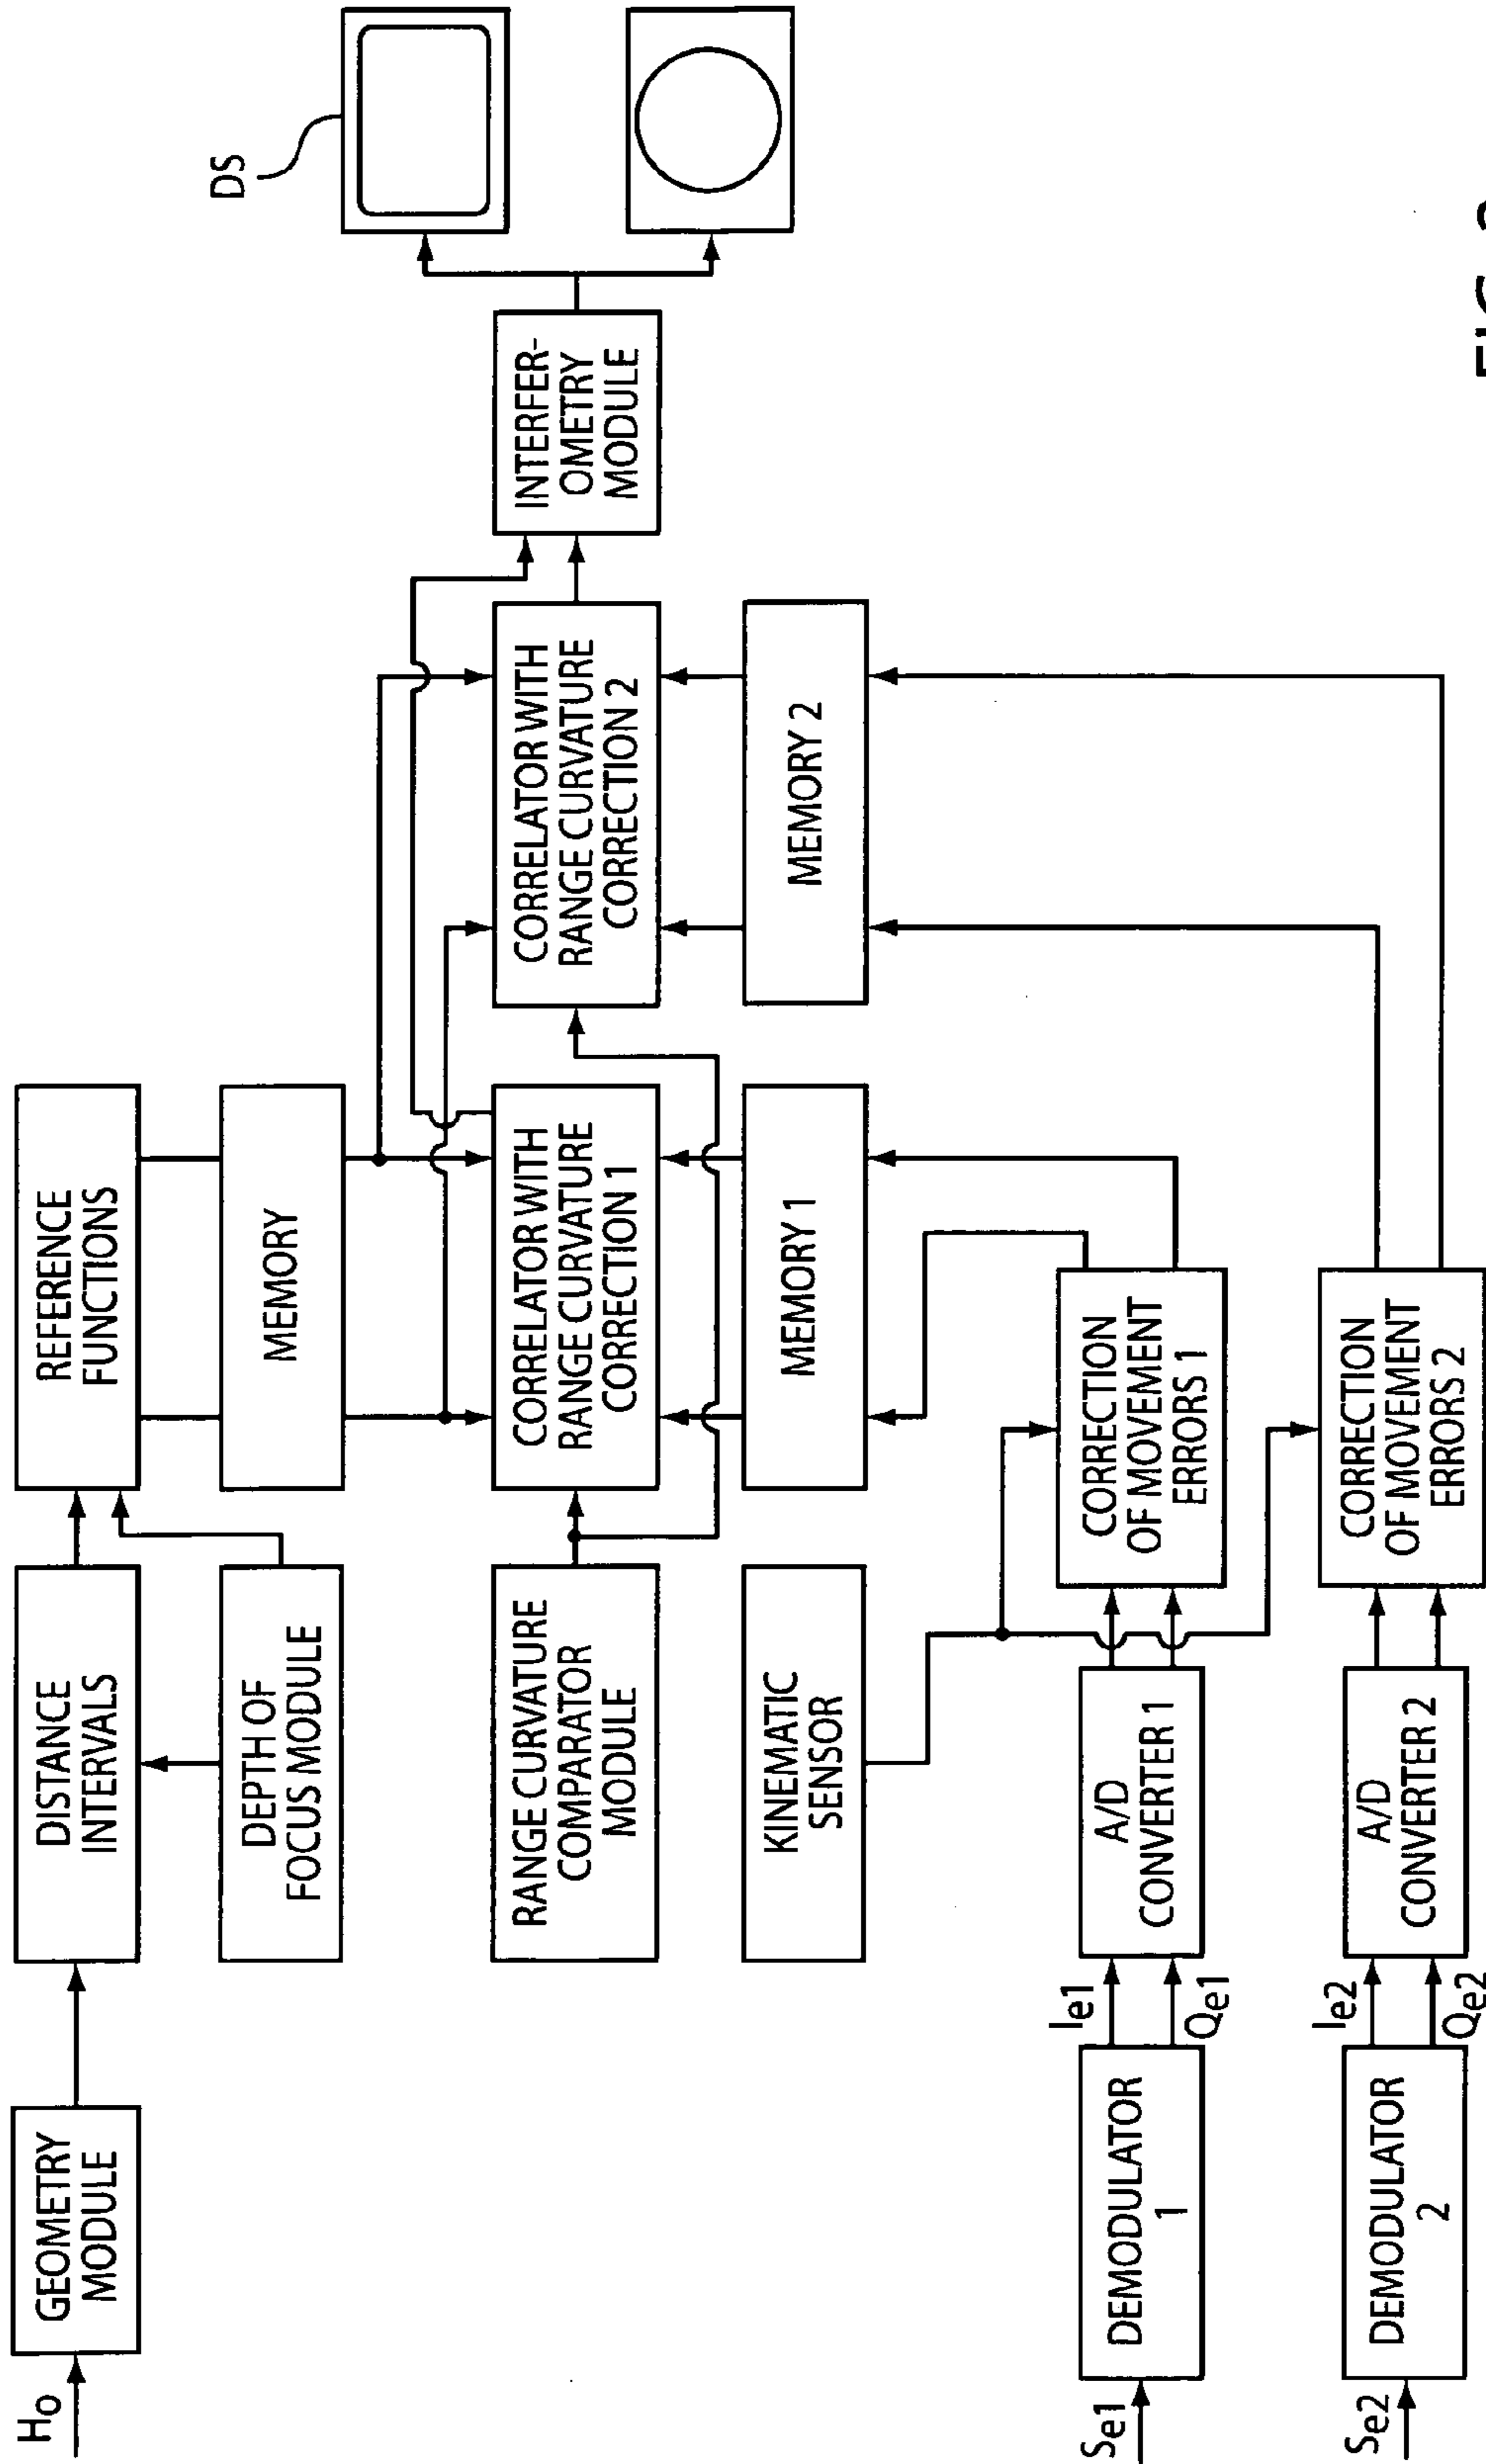 H0
GEOMETRY
MODULE
DISTANCE
INTERVALS
REFERENCE
FUNCTIONS
DEPTH OF
FOCUS MODULE
MEMORY
RANGE CURVATURE
COMPARATOR
MODULE
CORRELATOR WITH
RANGE CURVATURE
CORRECTION 1
CORRELATOR WITH
RANGE CURVATURE
CORRECTION 2
INTERFER-
OMETRY
MODULE
DS
KINEMATIC
SENSOR
MEMORY 1
MEMORY 2
Se1
DEMODULATOR
1
Ie1
Qe1
A/D
CONVERTER 1
CORRECTION
OF MOVEMENT
ERRORS 1
Se2
DEMODULATOR
2
Ie2
Qe2
A/D
CONVERTER 2
CORRECTION
OF MOVEMENT
ERRORS 2